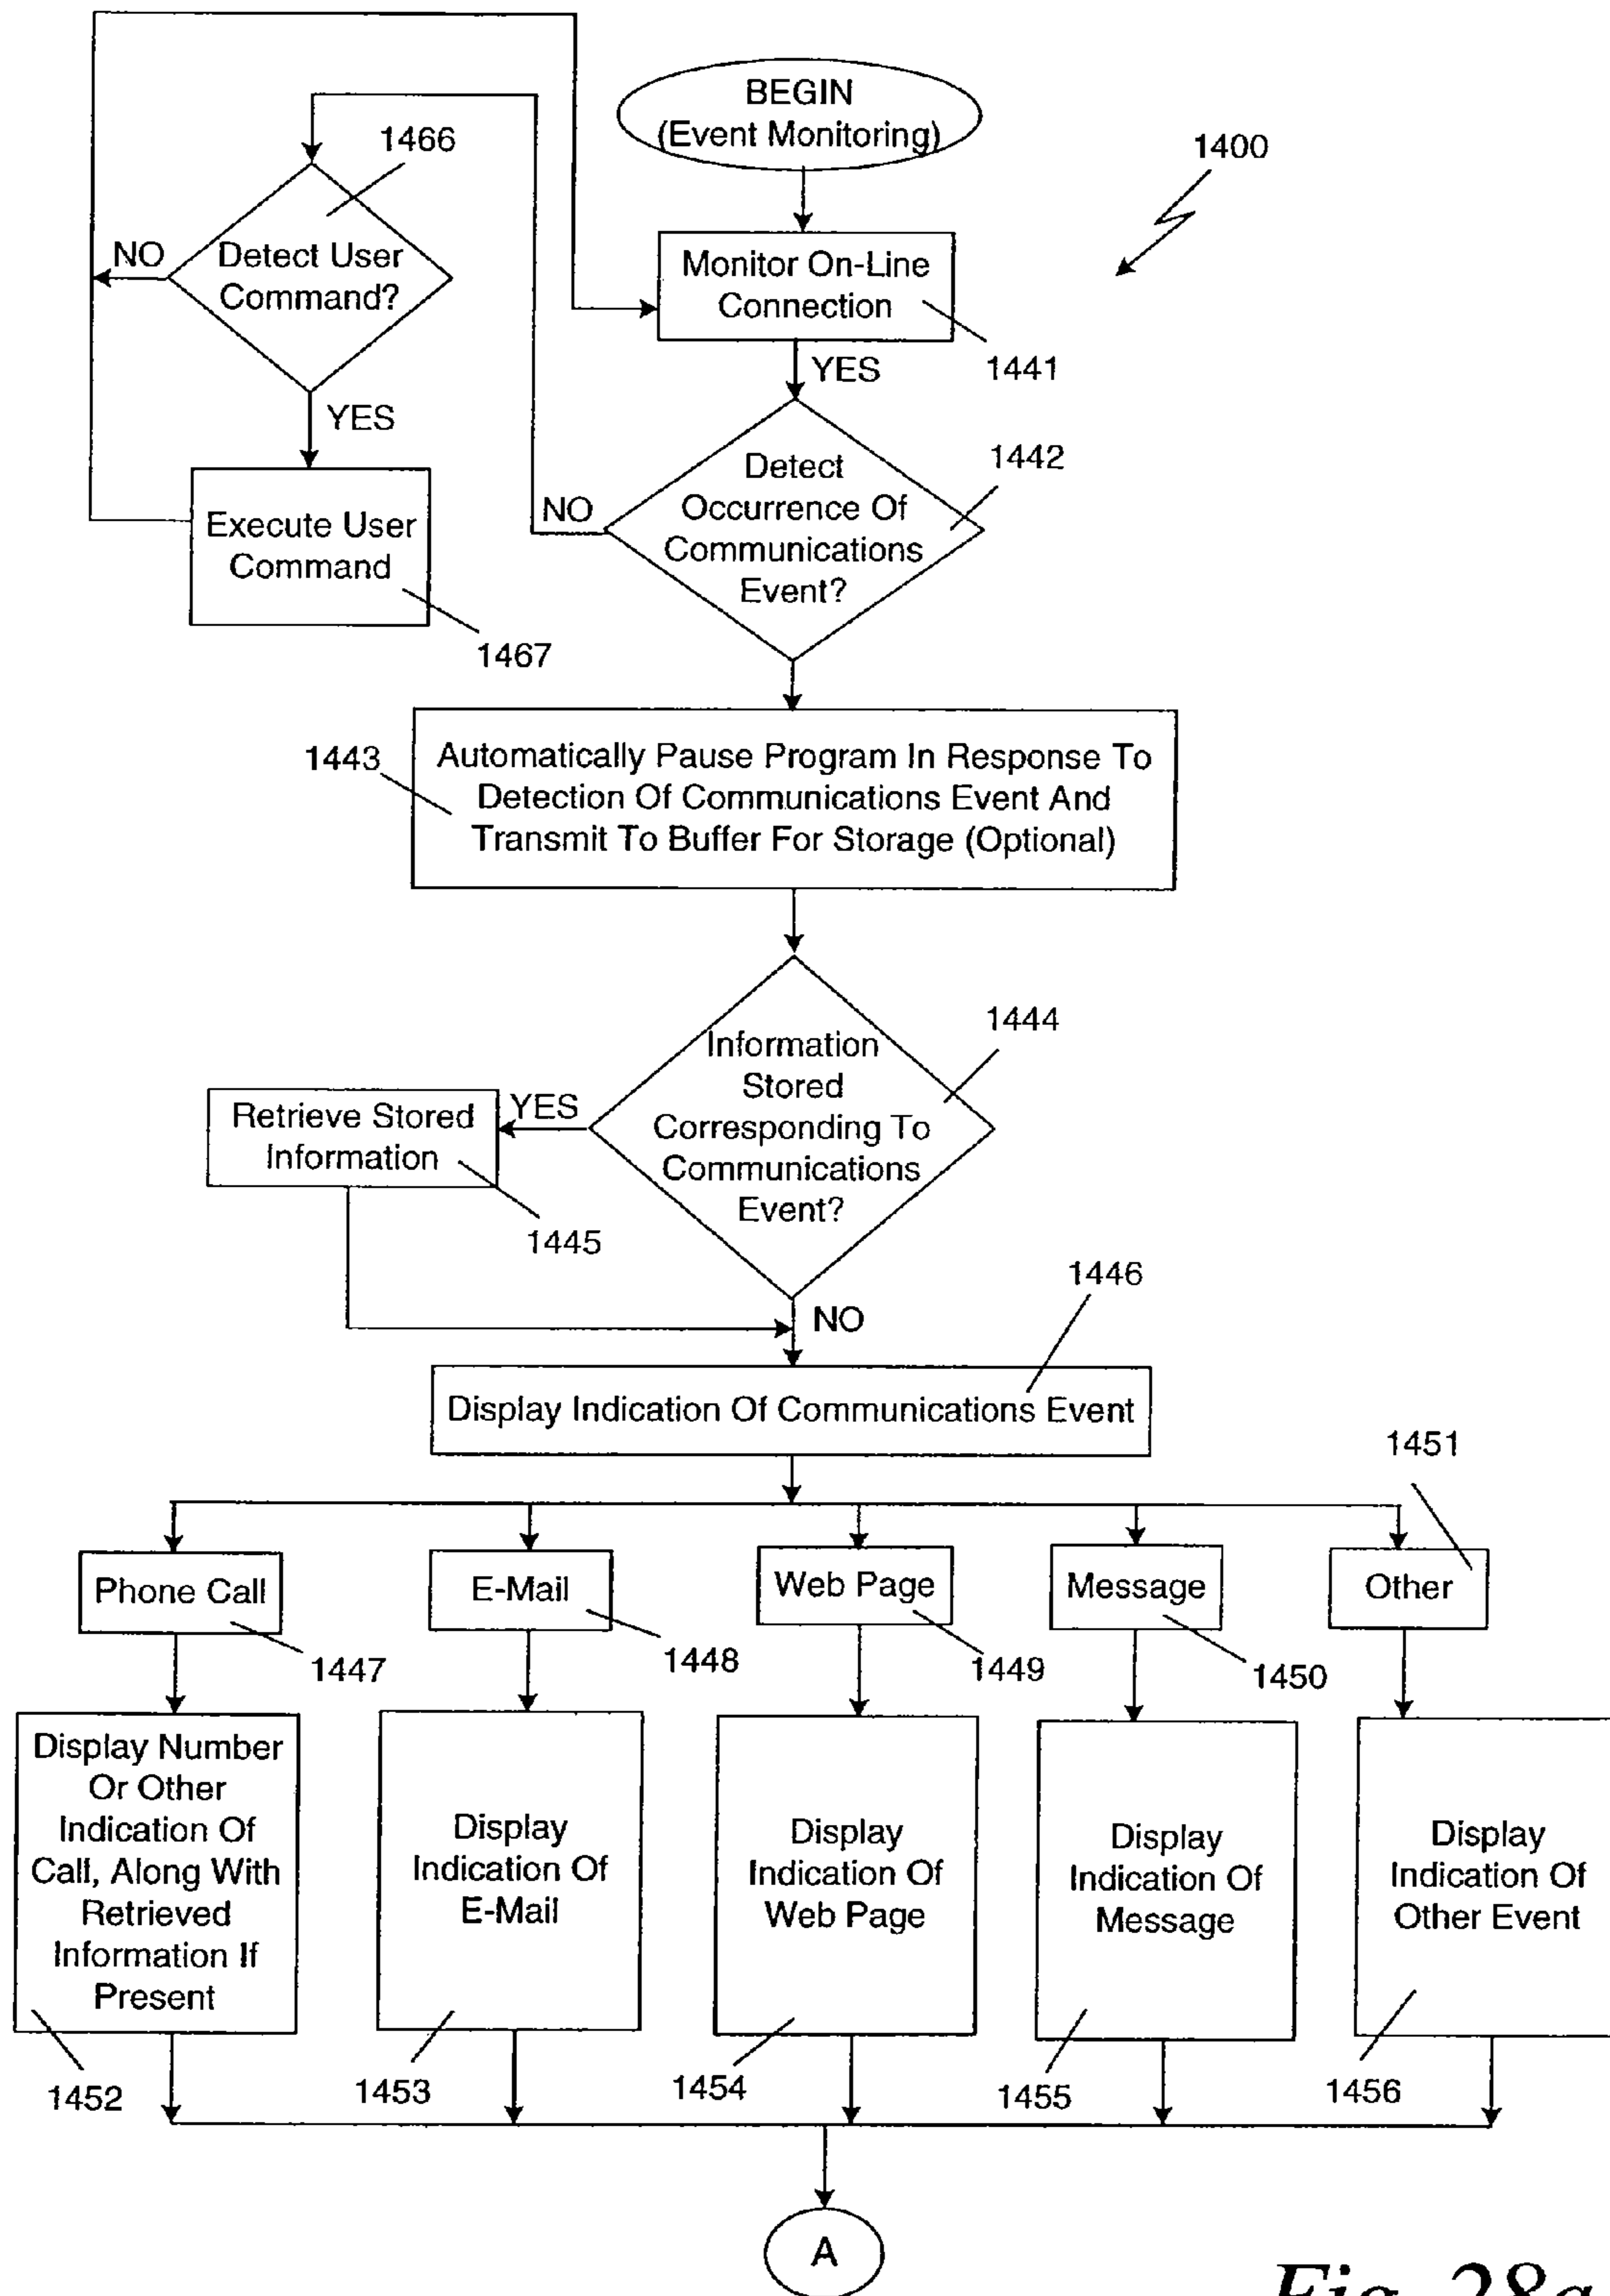 BEGIN
(Event Monitoring)
1400
1466
Detect User
Command?
NO
YES
Monitor On-Line
Connection
1441
YES
Execute User
Command
1467
Detect
Occurrence Of
Communications
Event?
1442
NO
1443
Automatically Pause Program In Response To
Detection Of Communications Event And
Transmit To Buffer For Storage (Optional)
Information
Stored
Corresponding To
Communications
Event?
1444
YES
Retrieve Stored
Information
1445
NO
1446
Display Indication Of Communications Event
1451
Phone Call
E-Mail
Web Page
Message
Other
1447
1448
1449
1450
Display Number
Or Other
Indication Of
Call, Along With
Retrieved
Information If
Present
Display
Indication Of
E-Mail
Display
Indication Of
Web Page
Display
Indication Of
Message
Display
Indication Of
Other Event
1452
1453
1454
1455
1456
A
Fig. 28a